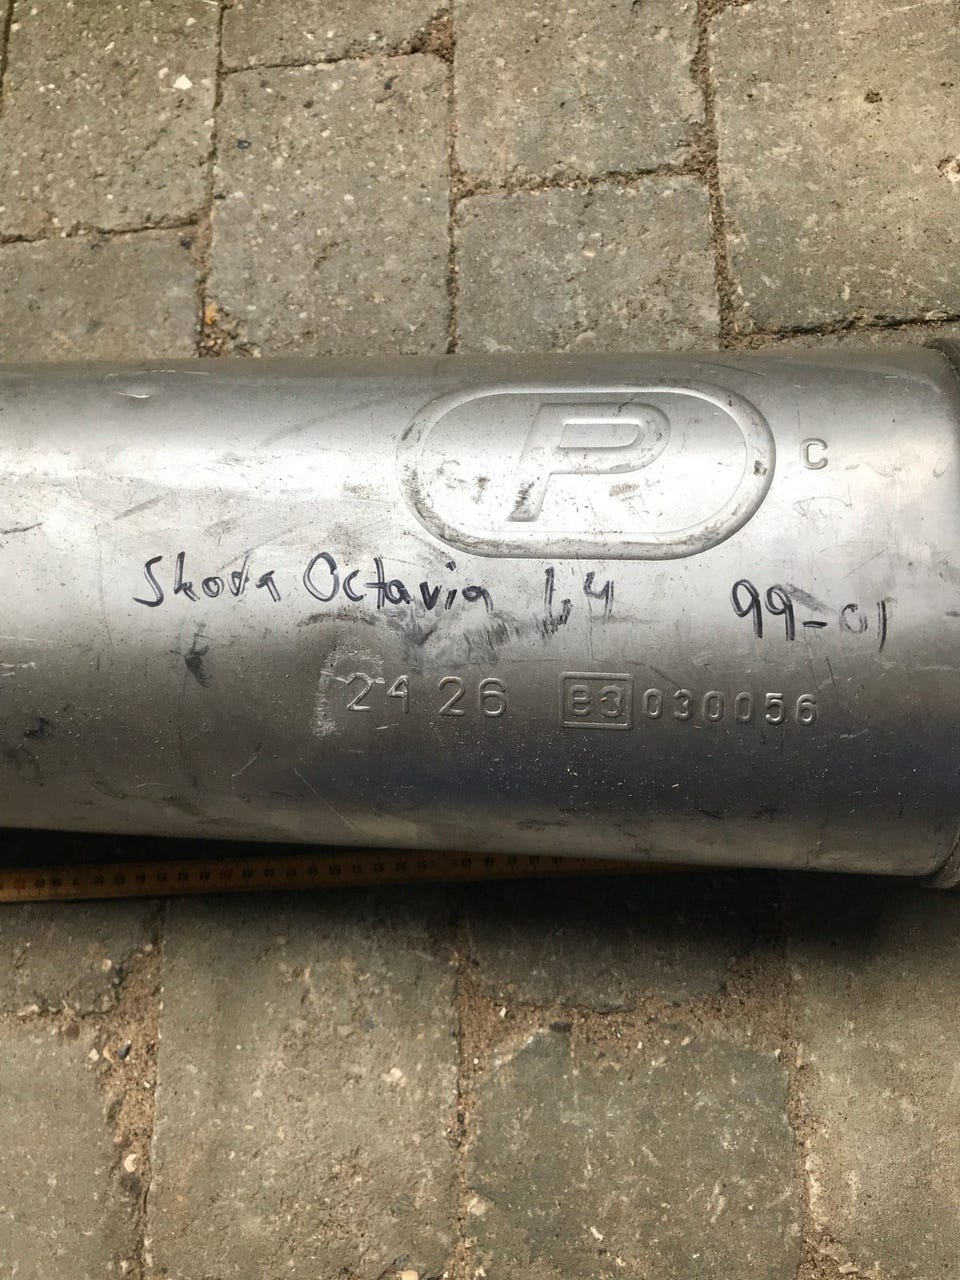 P
C
Skoda Octavia 1,4 99-01
24 26 B3 030056